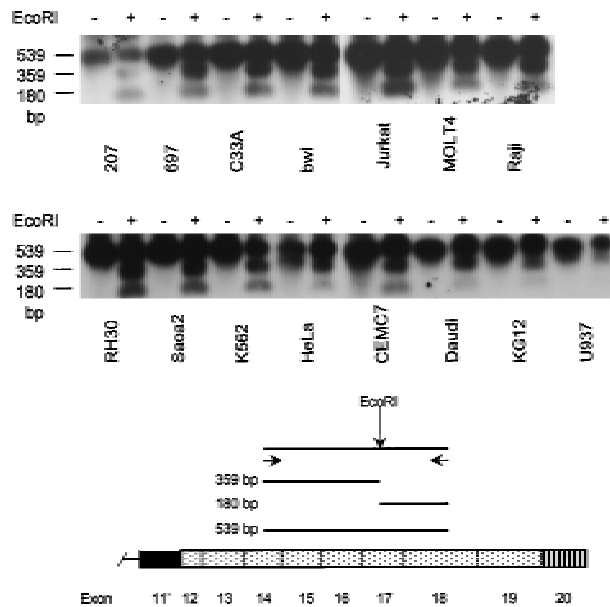 EcoRI - + - + - + - + - + - + - +
539
359
180
bp
207 697 C33A bwi Jurkat MOLT4 Raji
EcoRI - + - + - + - + - + - + - + - +
539
359
180
bp
RH30 Saos2 K562 HeLa CEMC7 Daudi KG12 U937
EcoRI
359 bp
180 bp
539 bp
Exon 11' 12 13 14 15 16 17 18 19 20